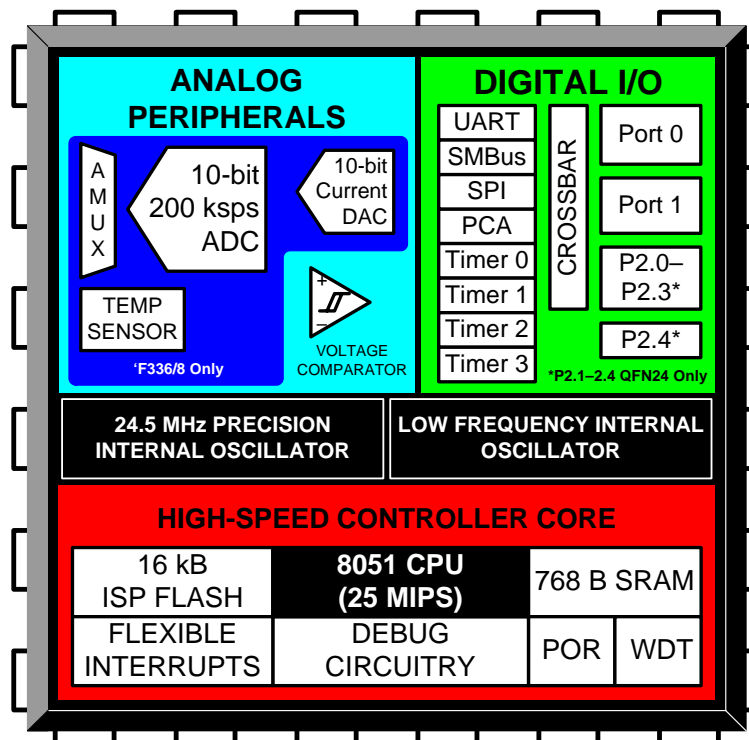 ANALOG
PERIPHERALS
A
M
U
X
10-bit
200 ksps
ADC
10-bit
Current
DAC
TEMP
SENSOR
+
–
VOLTAGE
COMPARATOR
‘F336/8 Only
DIGITAL I/O
UART
SMBus
SPI
PCA
Timer 0
Timer 1
Timer 2
Timer 3
CROSSBAR
Port 0
Port 1
P2.0–
P2.3*
P2.4*
*P2.1–2.4 QFN24 Only
24.5 MHz PRECISION
INTERNAL OSCILLATOR
LOW FREQUENCY INTERNAL
OSCILLATOR
HIGH-SPEED CONTROLLER CORE
16 kB
ISP FLASH
8051 CPU
(25 MIPS)
768 B SRAM
FLEXIBLE
INTERRUPTS
DEBUG
CIRCUITRY
POR
WDT